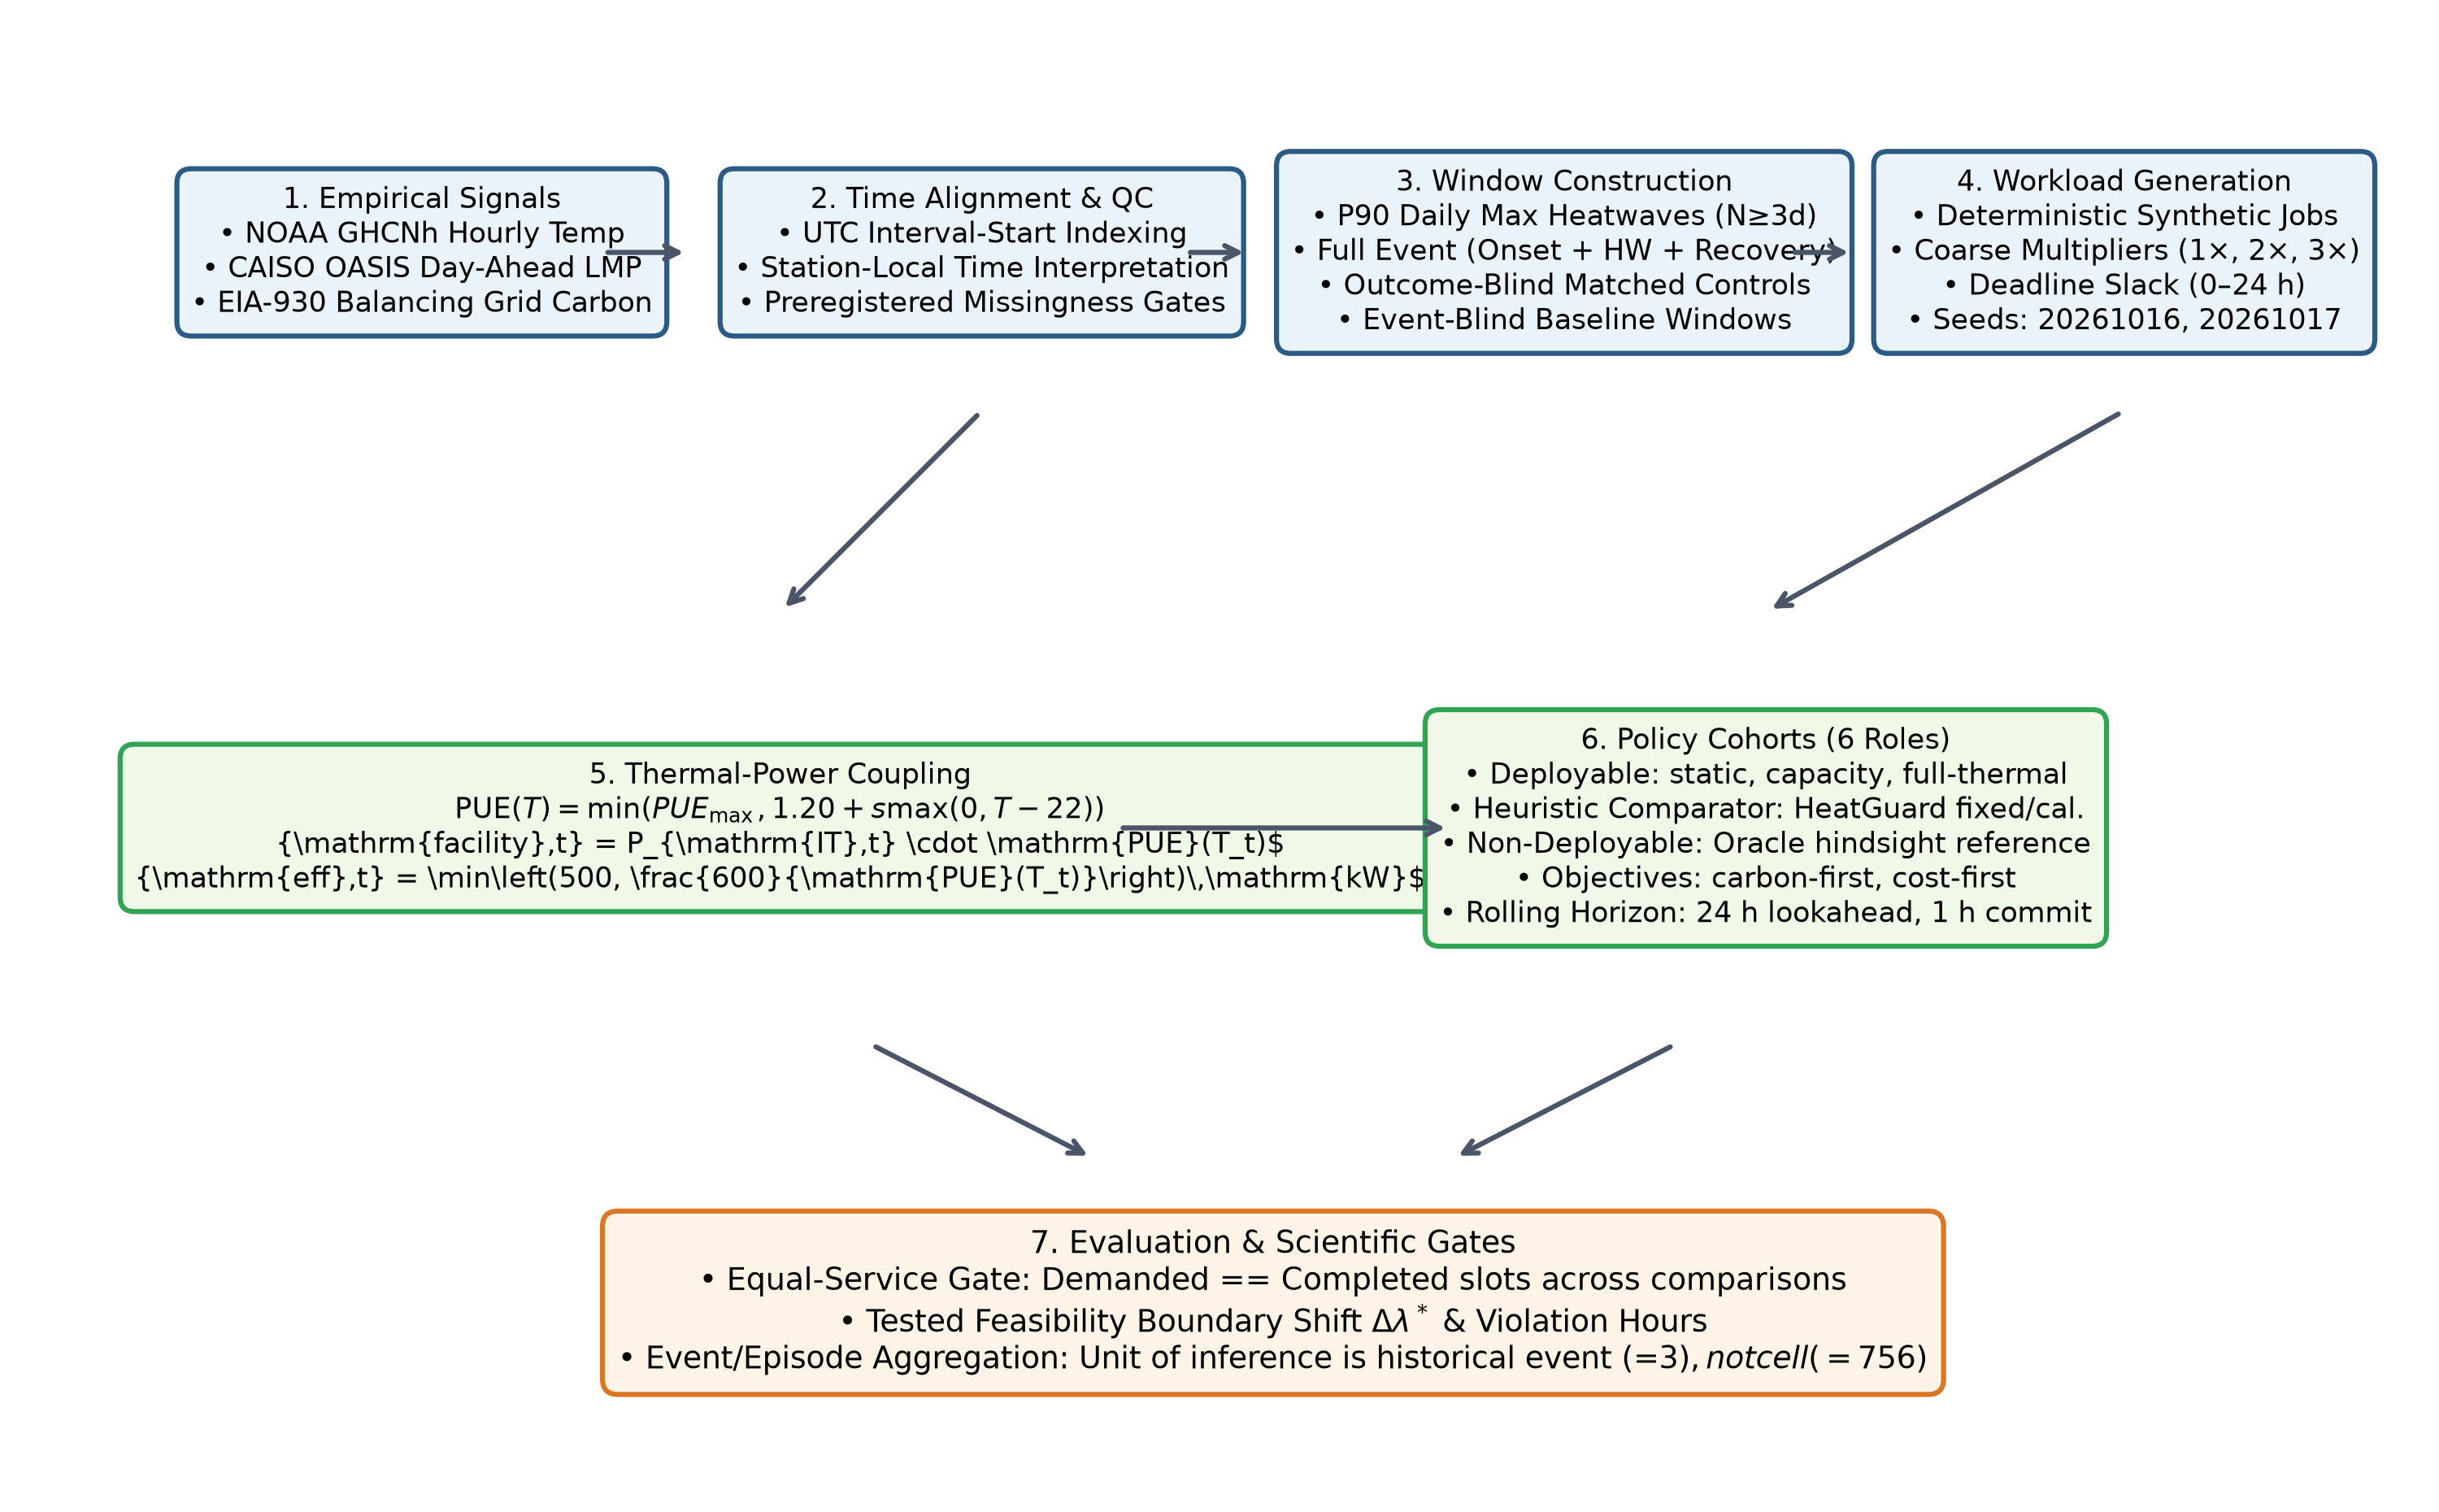 1. Empirical Signals
• NOAA GHCNh Hourly Temp
• CAISO OASIS Day-Ahead LMP
• EIA-930 Balancing Grid Carbon
2. Time Alignment & QC
• UTC Interval-Start Indexing
• Station-Local Time Interpretation
• Preregistered Missingness Gates
3. Window Construction
• P90 Daily Max Heatwaves (N≥3d)
• Full Event (Onset + HW + Recovery)
• Outcome-Blind Matched Controls
• Event-Blind Baseline Windows
4. Workload Generation
• Deterministic Synthetic Jobs
• Coarse Multipliers (1×, 2×, 3×)
• Deadline Slack (0–24 h)
• Seeds: 20261016, 20261017
5. Thermal-Power Coupling
PUE(T) = min(PUE_max, 1.20 + s max(0, T − 22))
{\mathrm{facility},t} = P_{\mathrm{IT},t} \cdot \mathrm{PUE}(T_t)$
{\mathrm{eff},t} = \min\left(500, \frac{600}{\mathrm{PUE}(T_t)}\right)\,\mathrm{kW}$
6. Policy Cohorts (6 Roles)
• Deployable: static, capacity, full-thermal
• Heuristic Comparator: HeatGuard fixed/cal.
• Non-Deployable: Oracle hindsight reference
• Objectives: carbon-first, cost-first
• Rolling Horizon: 24 h lookahead, 1 h commit
7. Evaluation & Scientific Gates
• Equal-Service Gate: Demanded == Completed slots across comparisons
• Tested Feasibility Boundary Shift Δλ* & Violation Hours
• Event/Episode Aggregation: Unit of inference is historical event (=3), notcell( = 756)